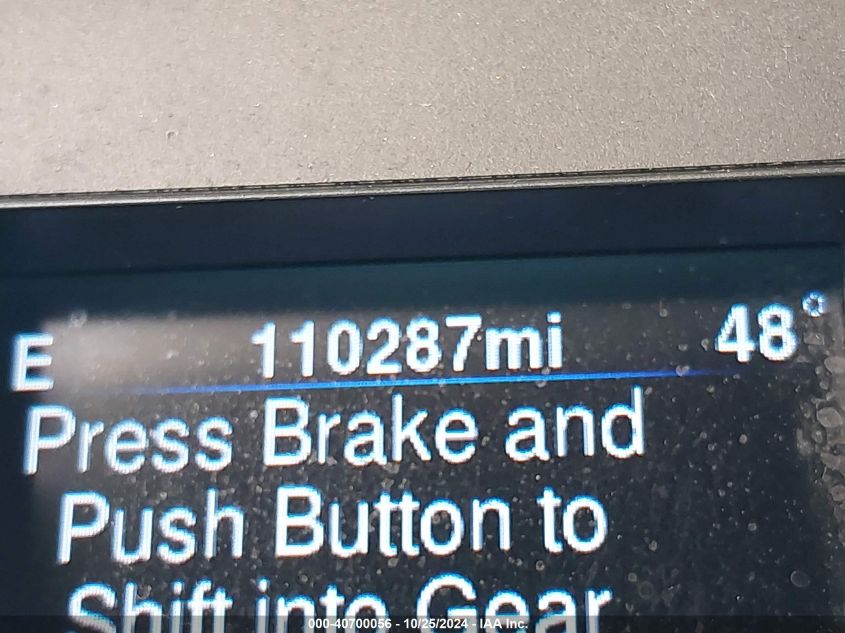 E 110287mi 48°
Press Brake and
Push Button to
Shift into Gear
000-40700056 - 10/25/2024 - IAA Inc.